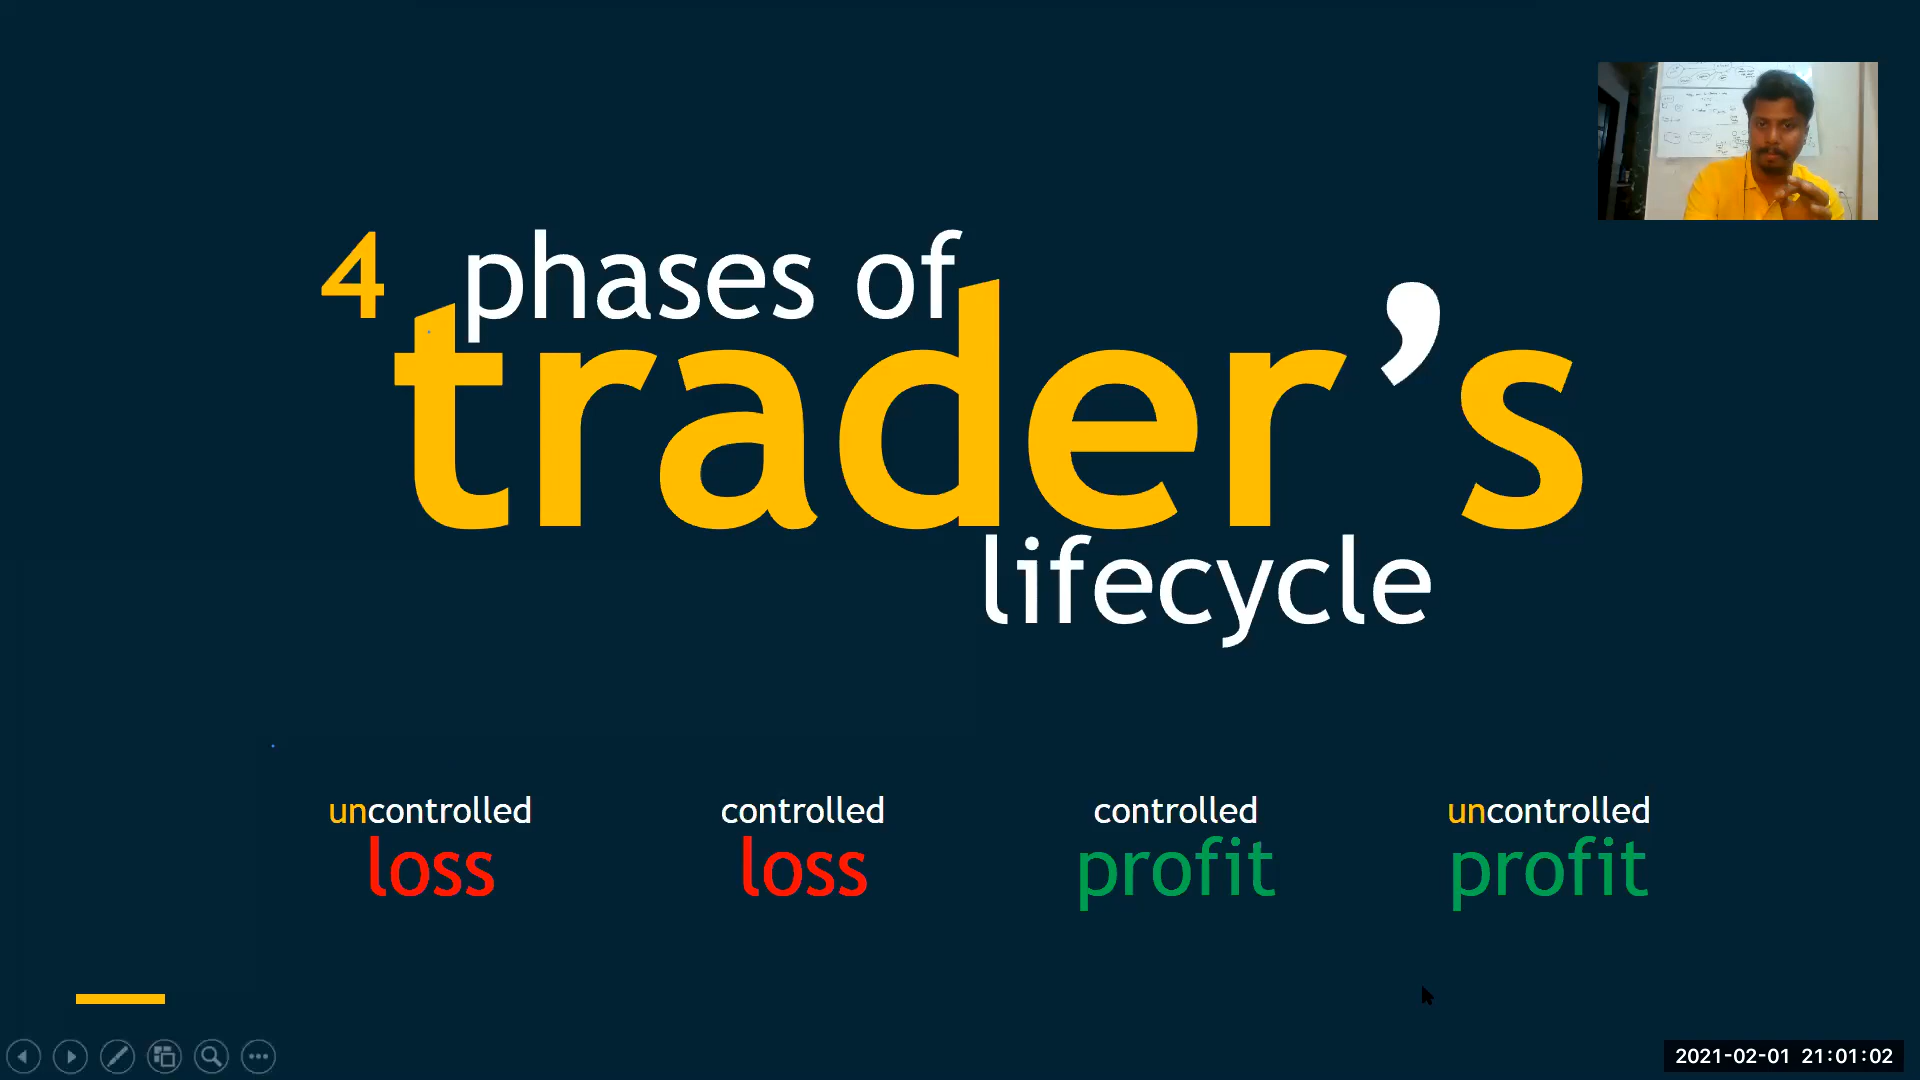 4 phases of
trader’s
lifecycle
uncontrolled controlled controlled uncontrolled
loss loss profit profit
2021-02-01 21:01:02